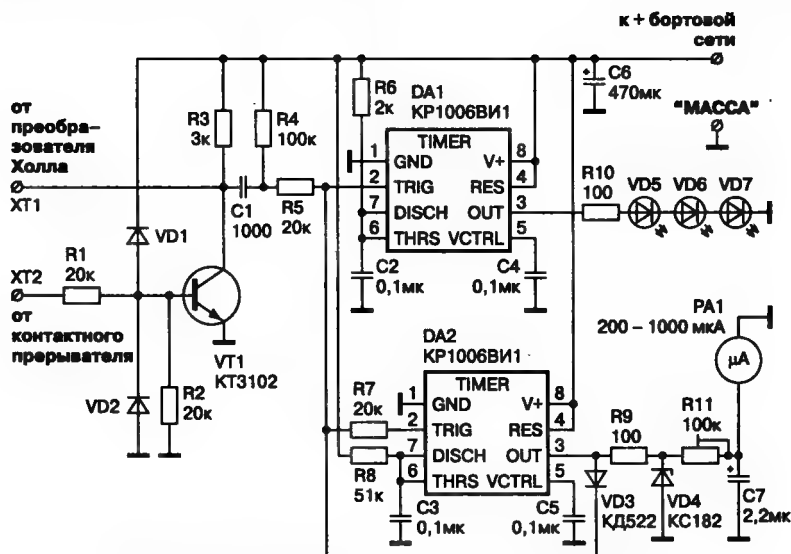 к + бортовой
сети
C6
470мк
"МАССА"
R6
2к
DA1
КР1006ВИ1
TIMER
1
GND
V+
8
2
TRIG
RES
4
7
DISCH
OUT
3
6
THRS
VCTRL
5
от
преобра-
зователя
Холла
XT1
R3
3к
R4
100к
C1
1000
R5
20к
R10
100
VD5
VD6
VD7
VD1
R1
20к
XT2
от
контактного
прерывателя
C2
0,1мк
C4
0,1мк
VT1
КТ3102
VD2
R2
20к
PA1
200 – 1000 мкА
μA
DA2
КР1006ВИ1
TIMER
1
GND
V+
8
2
TRIG
RES
4
7
DISCH
OUT
3
6
THRS
VCTRL
5
R7
20к
R8
51к
C3
0,1мк
C5
0,1мк
R9
100
R11
100к
VD3
КД522
VD4
КС182
C7
2,2мк